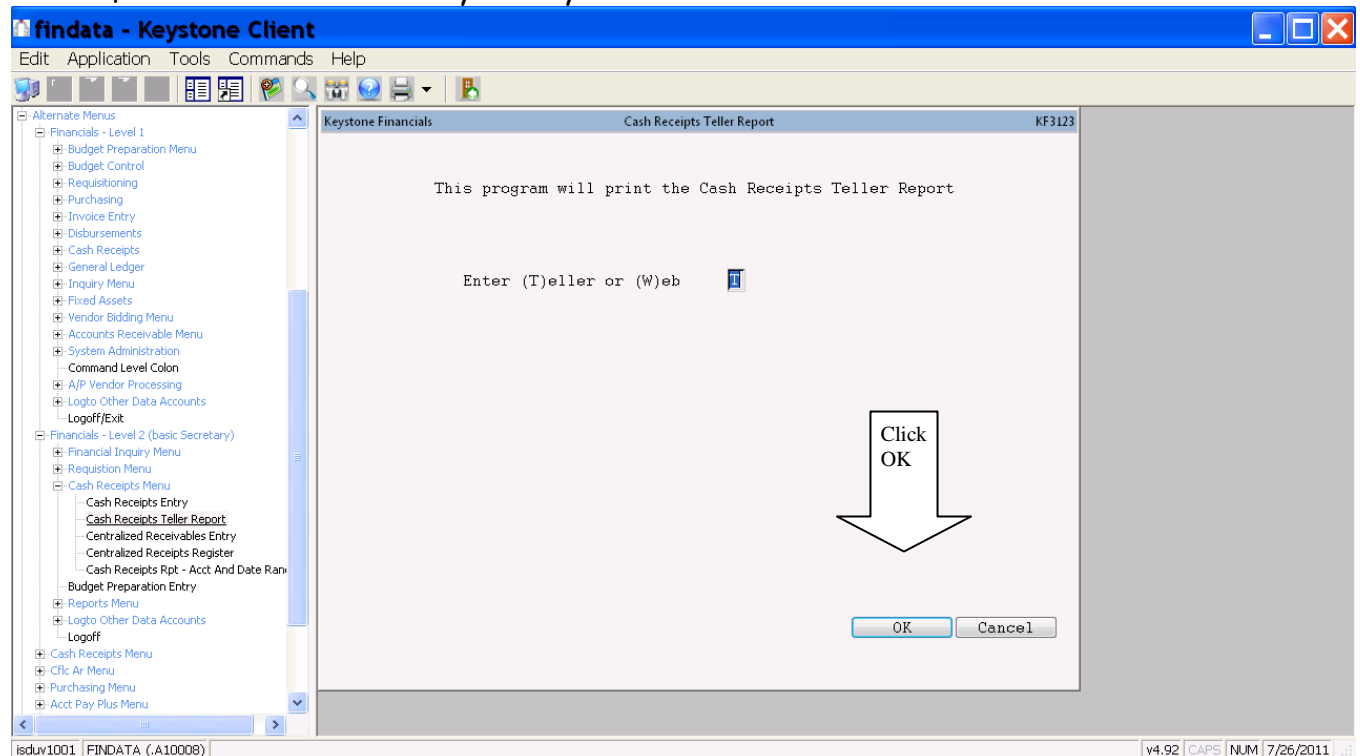 findata - Keystone Client
Edit Application Tools Commands Help
Alternate Menus
Financials - Level 1
Budget Preparation Menu
Budget Control
Requisitioning
Purchasing
Invoice Entry
Disbursements
Cash Receipts
General Ledger
Inquiry Menu
Fixed Assets
Vendor Bidding Menu
Accounts Receivable Menu
System Administration
Command Level Colon
A/P Vendor Processing
Logto Other Data Accounts
Logoff/Exit
Financials - Level 2 (basic Secretary)
Financial Inquiry Menu
Requistion Menu
Cash Receipts Menu
Cash Receipts Entry
Cash Receipts Teller Report
Centralized Receivables Entry
Centralized Receipts Register
Cash Receipts Rpt - Acct And Date Ran
Budget Preparation Entry
Reports Menu
Logto Other Data Accounts
Logoff
Cash Receipts Menu
Cflc Ar Menu
Purchasing Menu
Acct Pay Plus Menu
Keystone Financials Cash Receipts Teller Report KF3123
This program will print the Cash Receipts Teller Report
Enter (T)eller or (W)eb T
Click
OK
OK Cancel
isduv1001 FINDATA (.A10008) v4.92 CAPS NUM 7/26/2011